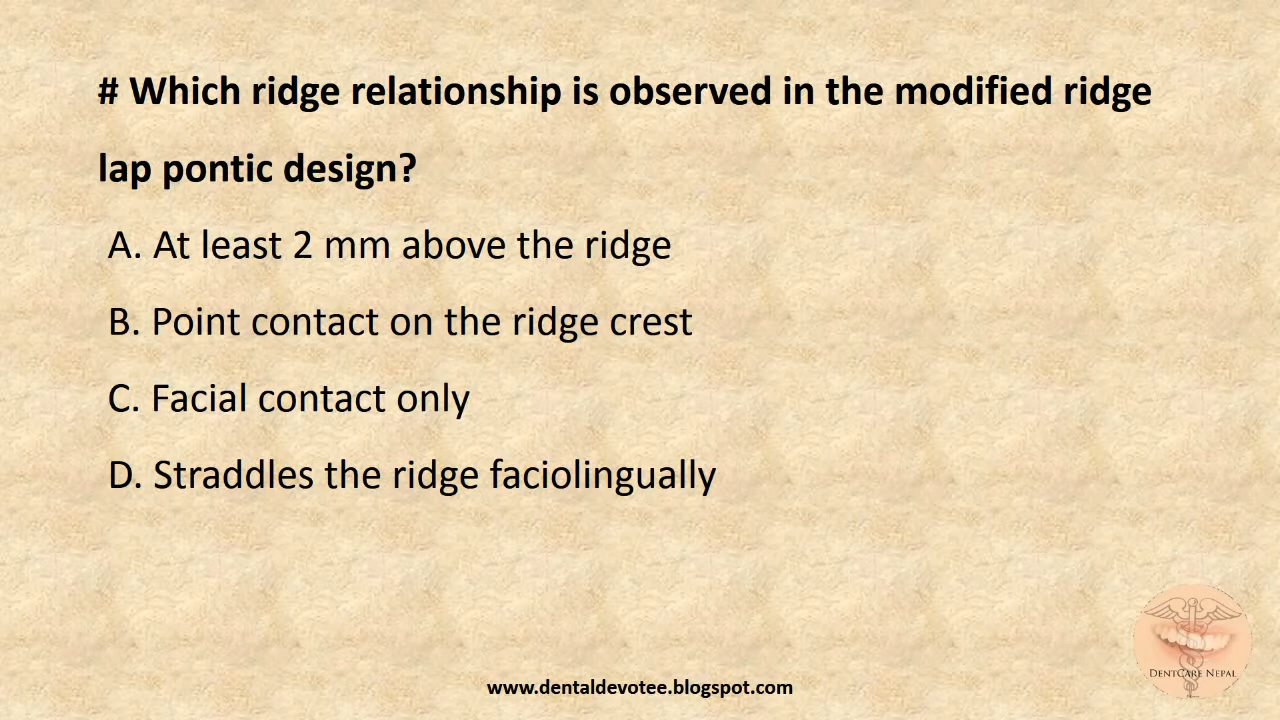 # Which ridge relationship is observed in the modified ridge
lap pontic design?
A. At least 2 mm above the ridge
B. Point contact on the ridge crest
C. Facial contact only
D. Straddles the ridge faciolingually
DentCare Nepal
www.dentaldevotee.blogspot.com